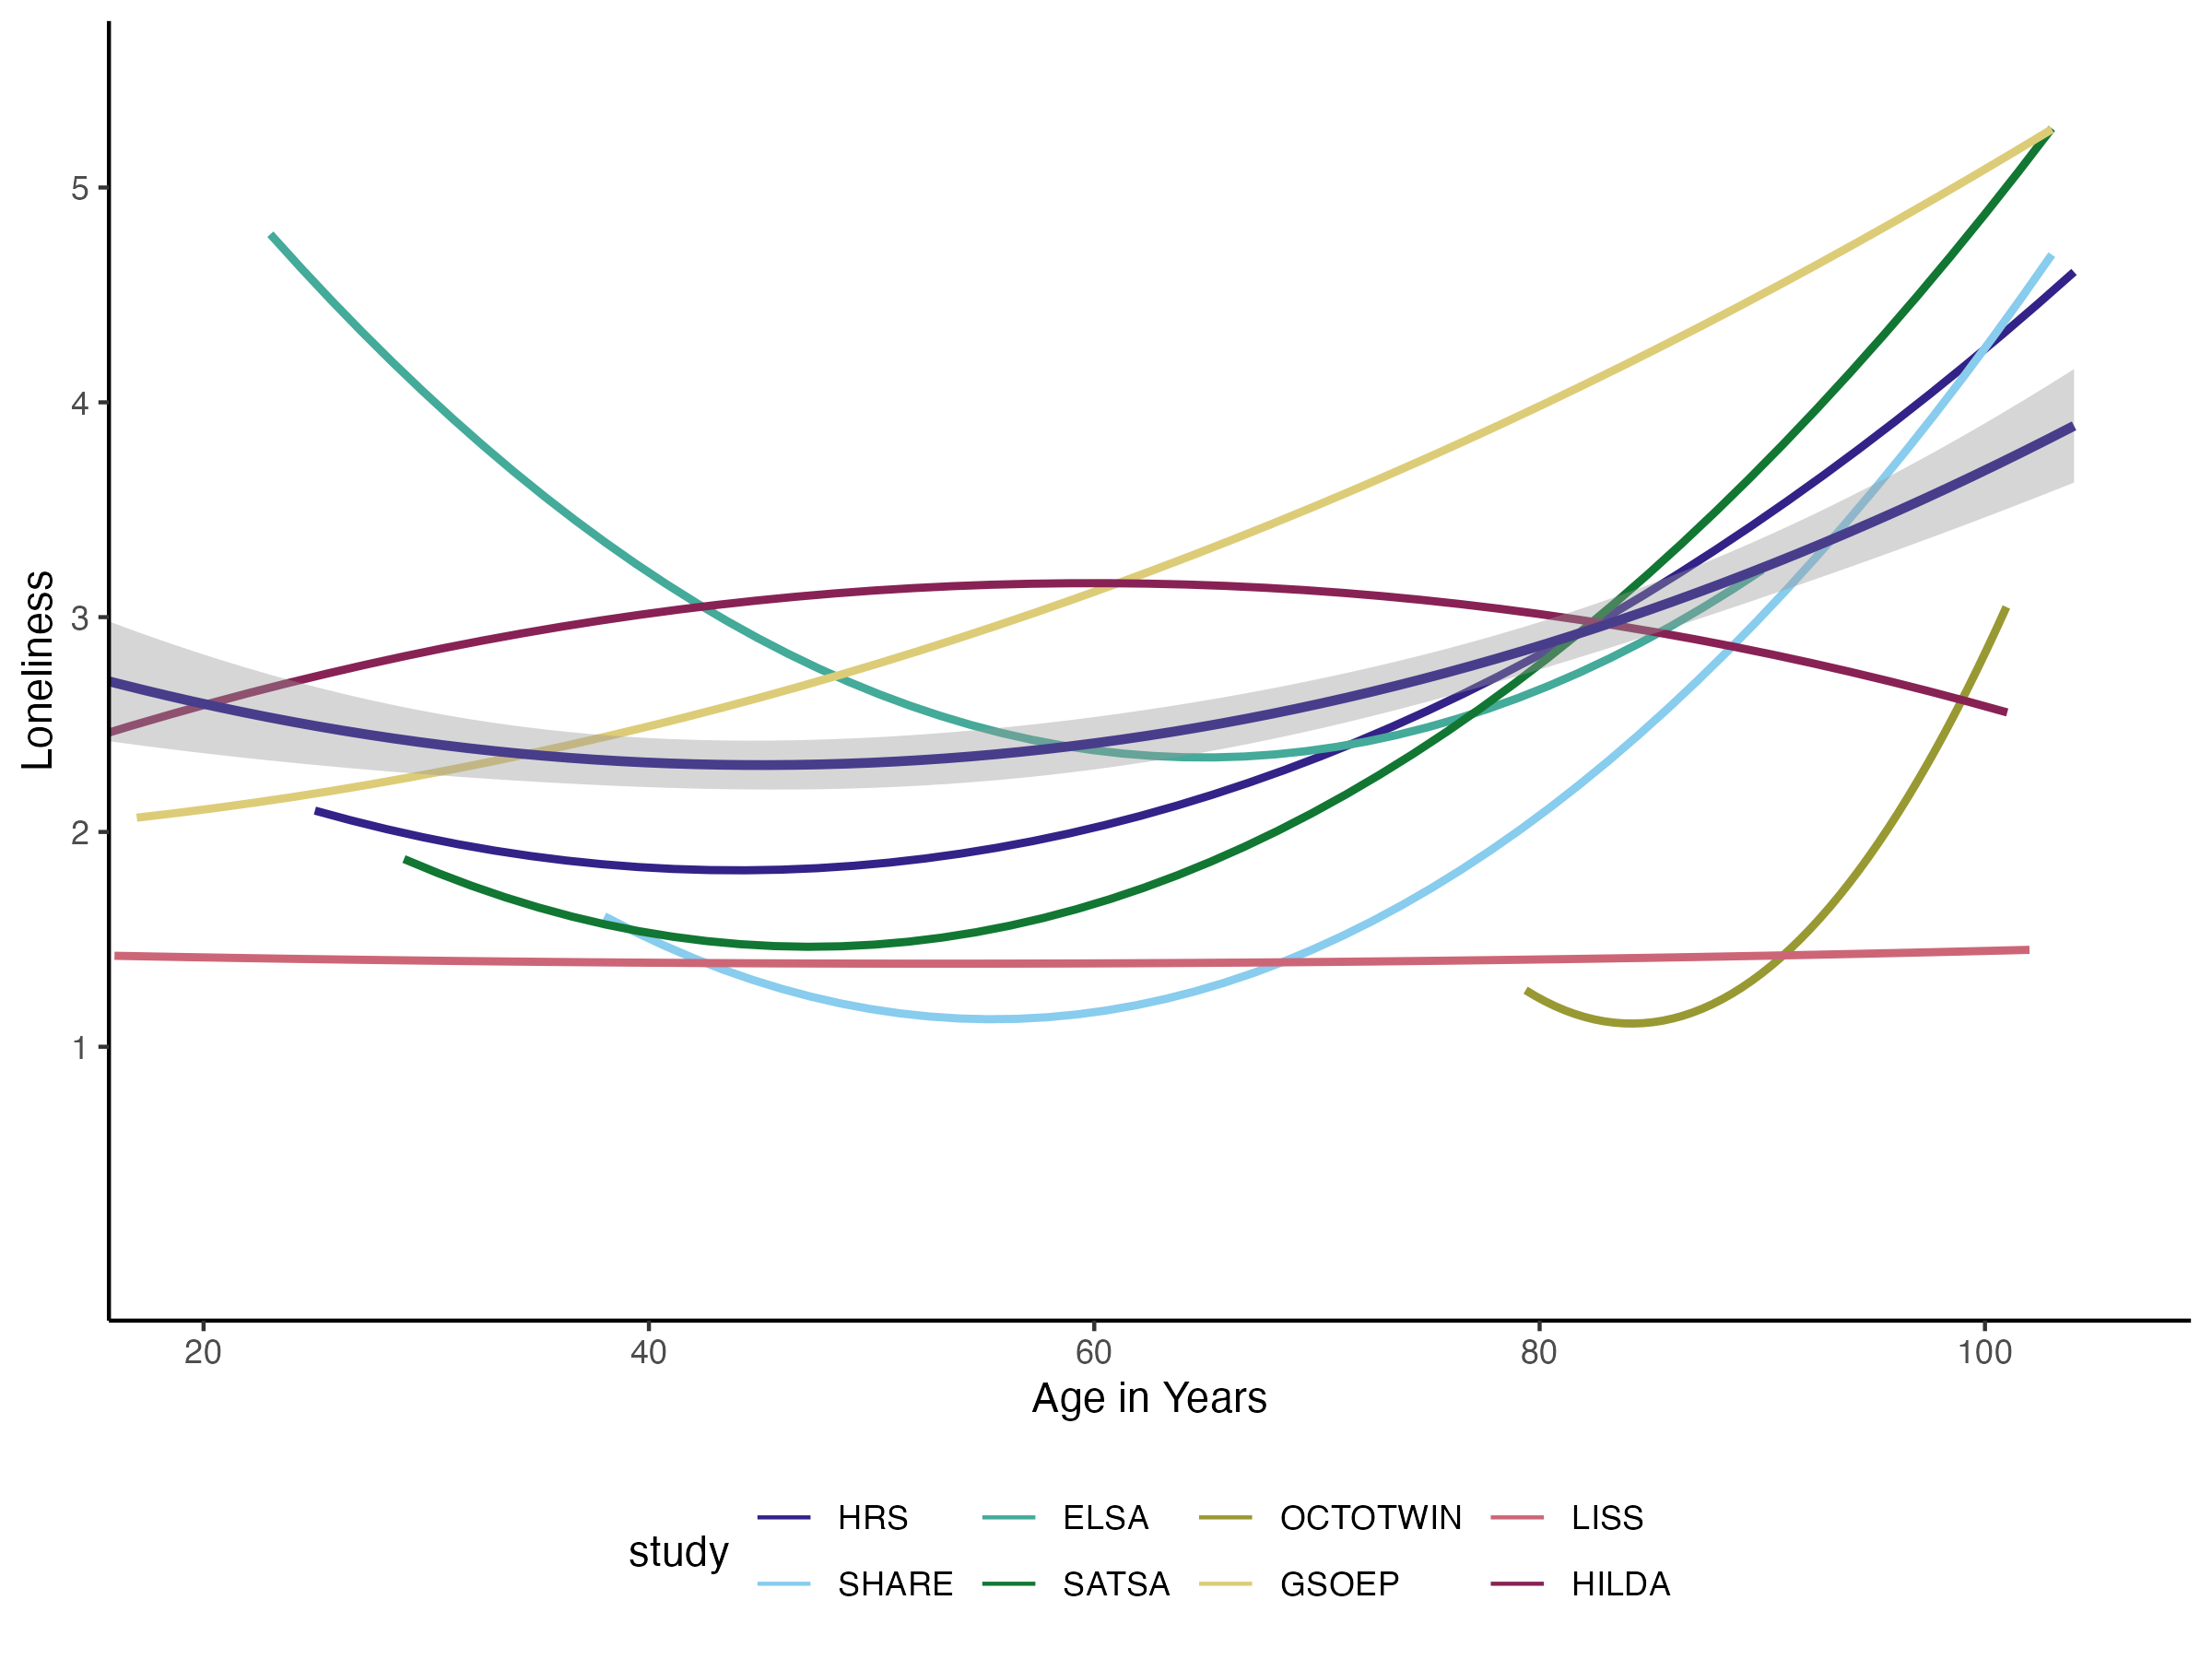 5
4
3
2
1
Loneliness
20 40 60 80 100
Age in Years
study
HRS ELSA OCTOTWIN LISS
SHARE SATSA GSOEP HILDA